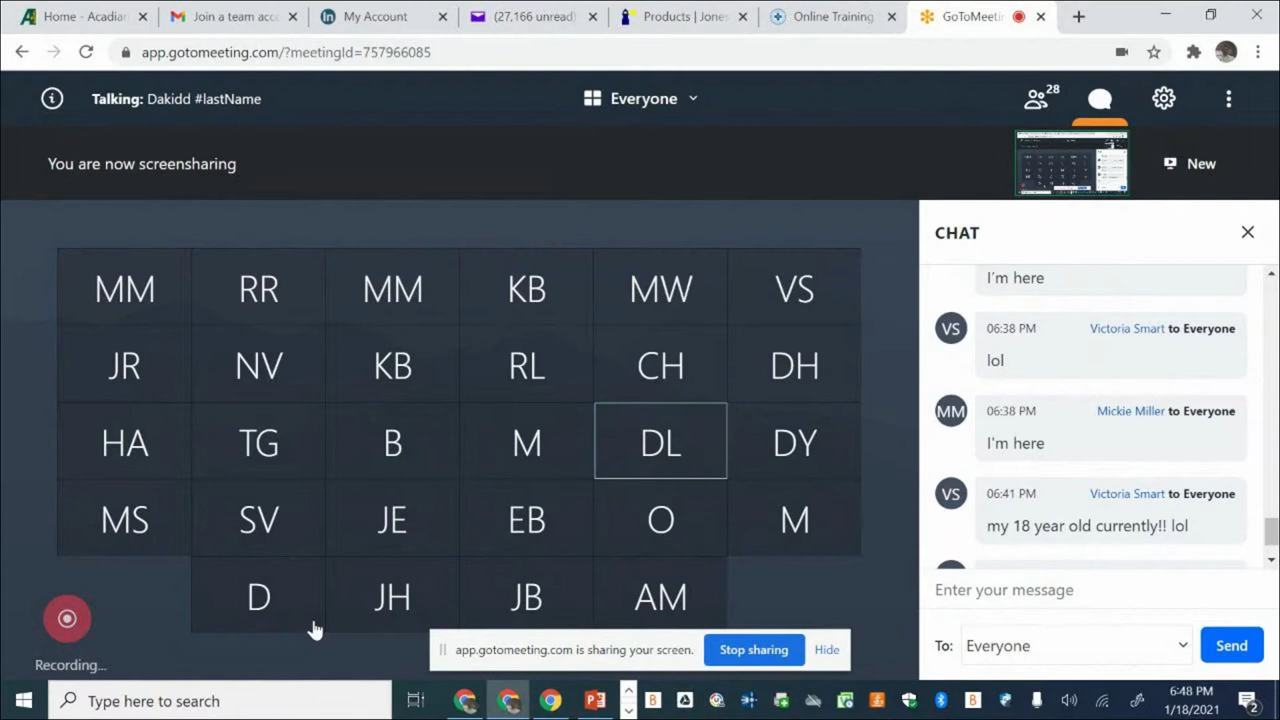 Home - Acadian
Join a team acc
My Account
(27,166 unread)
Products | Jones
Online Training
GoToMeeti
app.gotomeeting.com/?meetingId=757966085
Talking: Dakidd #lastName
Everyone
28
You are now screensharing
New
CHAT
MM RR MM KB MW VS
JR NV KB RL CH DH
HA TG B M DL DY
MS SV JE EB O M
D JH JB AM
I'm here
VS 06:38 PM Victoria Smart to Everyone
lol
MM 06:38 PM Mickie Miller to Everyone
I'm here
VS 06:41 PM Victoria Smart to Everyone
my 18 year old currently!! lol
Enter your message
To: Everyone Send
Recording...
app.gotomeeting.com is sharing your screen. Stop sharing Hide
Type here to search
6:48 PM
1/18/2021
2